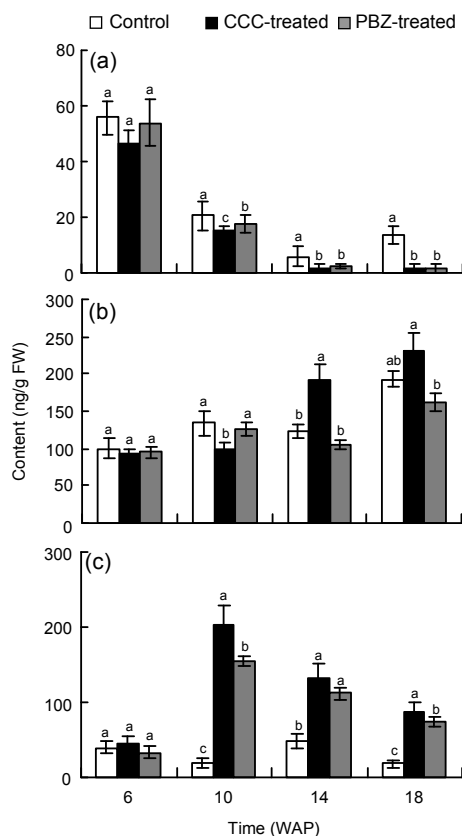 Control CCC-treated PBZ-treated
(a)
60
40
20
0
a a a
a c b
a b b
a b b
(b)
300
250
200
150
100
50
0
a a a
a b a
b a b
ab a b
Content (ng/g FW)
(c)
300
200
100
0
a a a
c a b
b a a
c a b
6 10 14 18
Time (WAP)